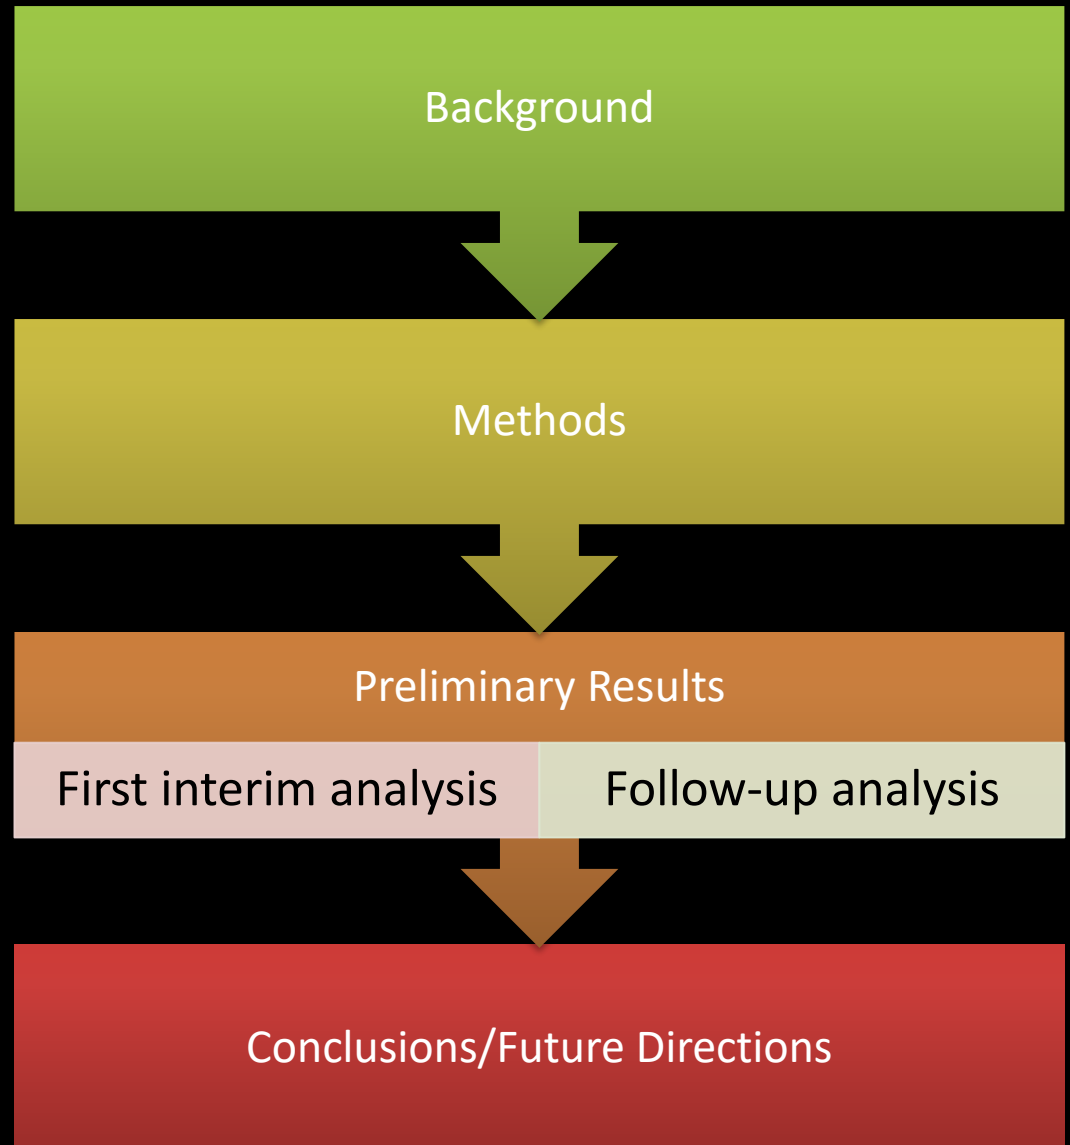 Background
Methods
Preliminary Results
First interim analysis
Follow-up analysis
Conclusions/Future Directions